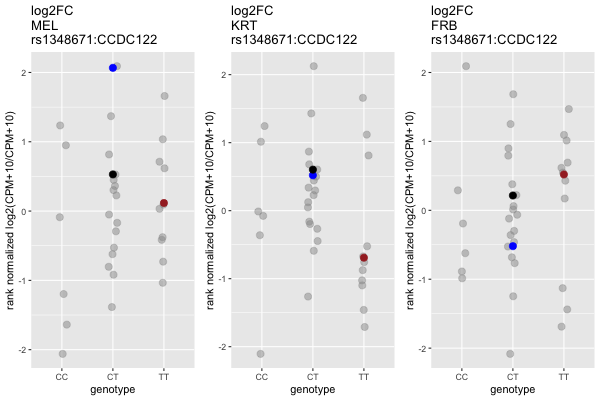 log2FC
MEL
rs1348671:CCDC122
rank normalized log2(CPM+10/CPM+10)
2
1
0
-1
-2
CC
CT
TT
genotype
log2FC
KRT
rs1348671:CCDC122
rank normalized log2(CPM+10/CPM+10)
2
1
0
-1
-2
CC
CT
TT
genotype
log2FC
FRB
rs1348671:CCDC122
rank normalized log2(CPM+10/CPM+10)
2
1
0
-1
-2
CC
CT
TT
genotype